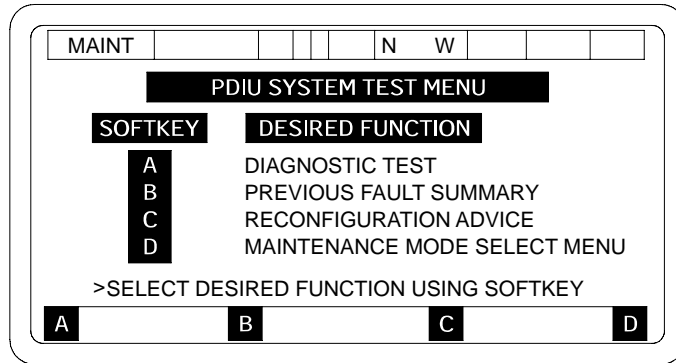 MAINT N W
PDIU SYSTEM TEST MENU
SOFTKEY DESIRED FUNCTION
A DIAGNOSTIC TEST
B PREVIOUS FAULT SUMMARY
C RECONFIGURATION ADVICE
D MAINTENANCE MODE SELECT MENU
>SELECT DESIRED FUNCTION USING SOFTKEY
A B C D